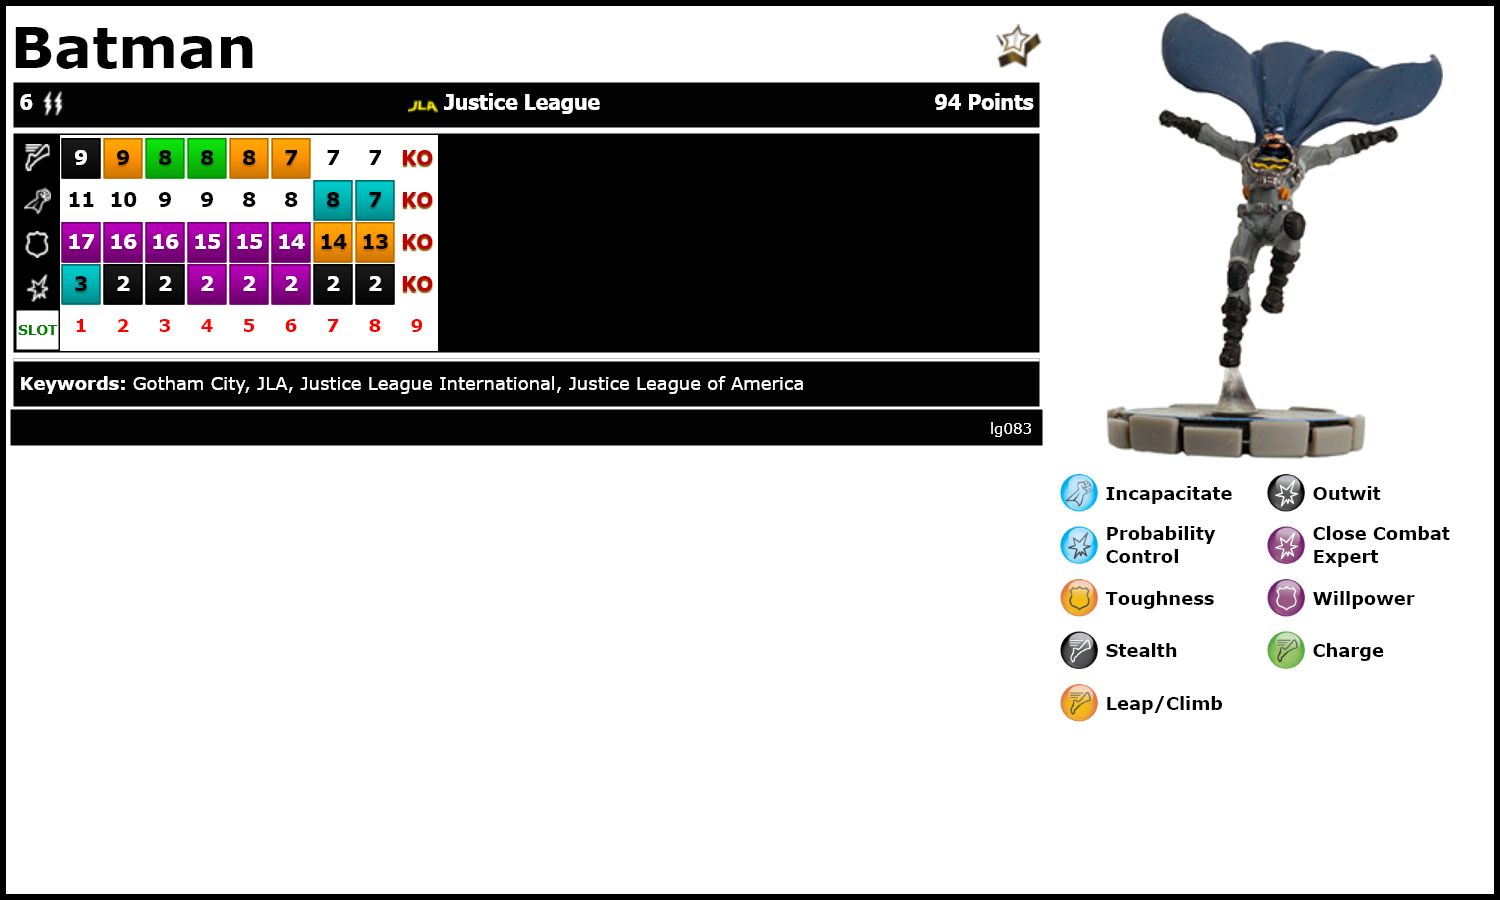 Batman
6 JLA Justice League 94 Points
9 9 8 8 8 7 7 7 KO
11 10 9 9 8 8 8 7 KO
17 16 16 15 15 14 14 13 KO
3 2 2 2 2 2 2 2 KO
SLOT 1 2 3 4 5 6 7 8 9
Keywords: Gotham City, JLA, Justice League International, Justice League of America
lg083
Incapacitate
Outwit
Probability
Control
Close Combat
Expert
Toughness
Willpower
Stealth
Charge
Leap/Climb